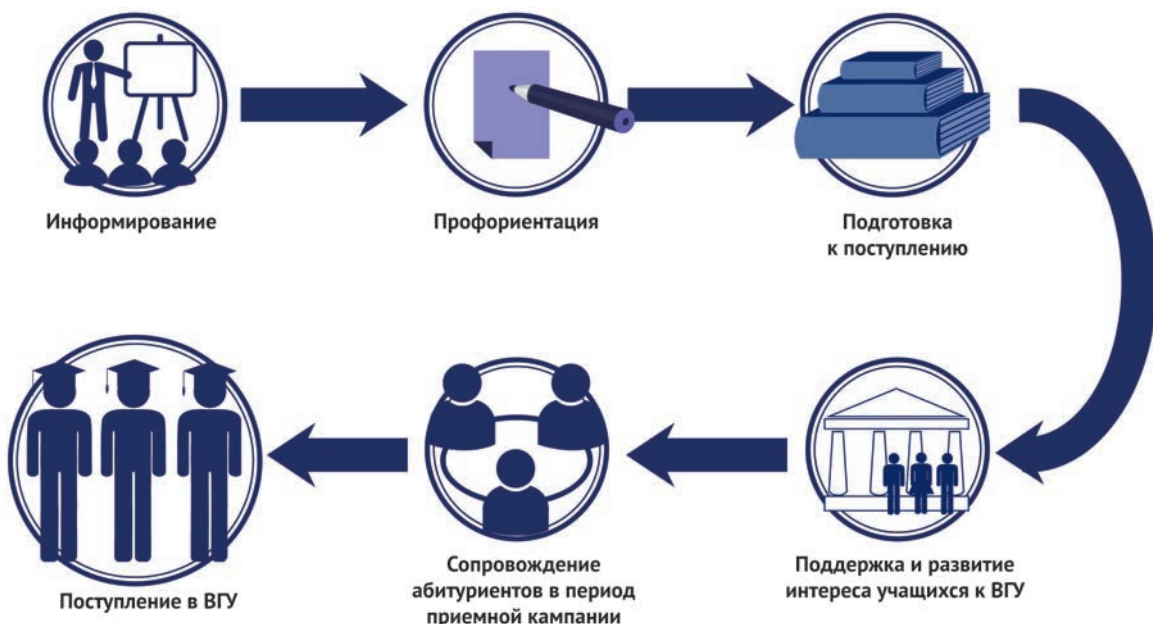 Информирование
Профориентация
Подготовка
к поступлению
Поддержка и развитие
интереса учащихся к ВГУ
Сопровождение
абитуриентов в период
приемной кампании
Поступление в ВГУ